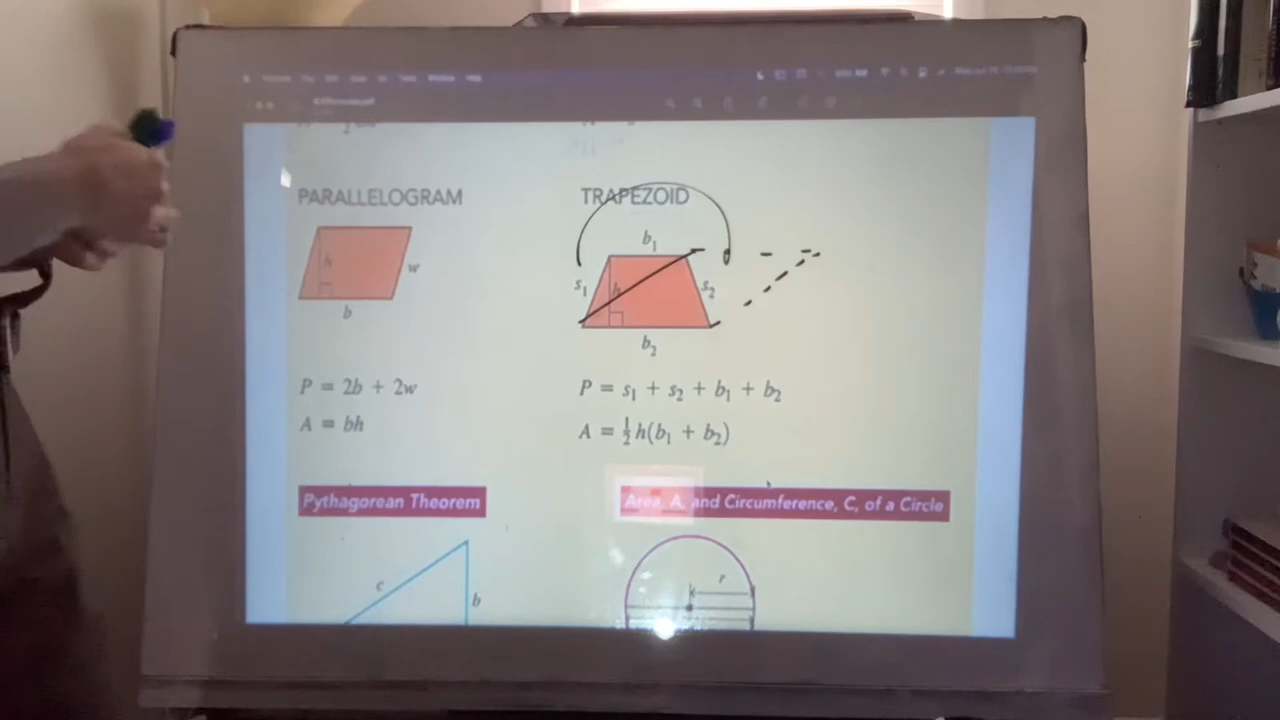 PARALLELOGRAM
h
w
b
P = 2b + 2w
A = bh
TRAPEZOID
b₁
s₁
h
s₂
b₂
P = s₁ + s₂ + b₁ + b₂
A = ½h(b₁ + b₂)
Pythagorean Theorem
c
b
Area, A, and Circumference, C, of a Circle
r